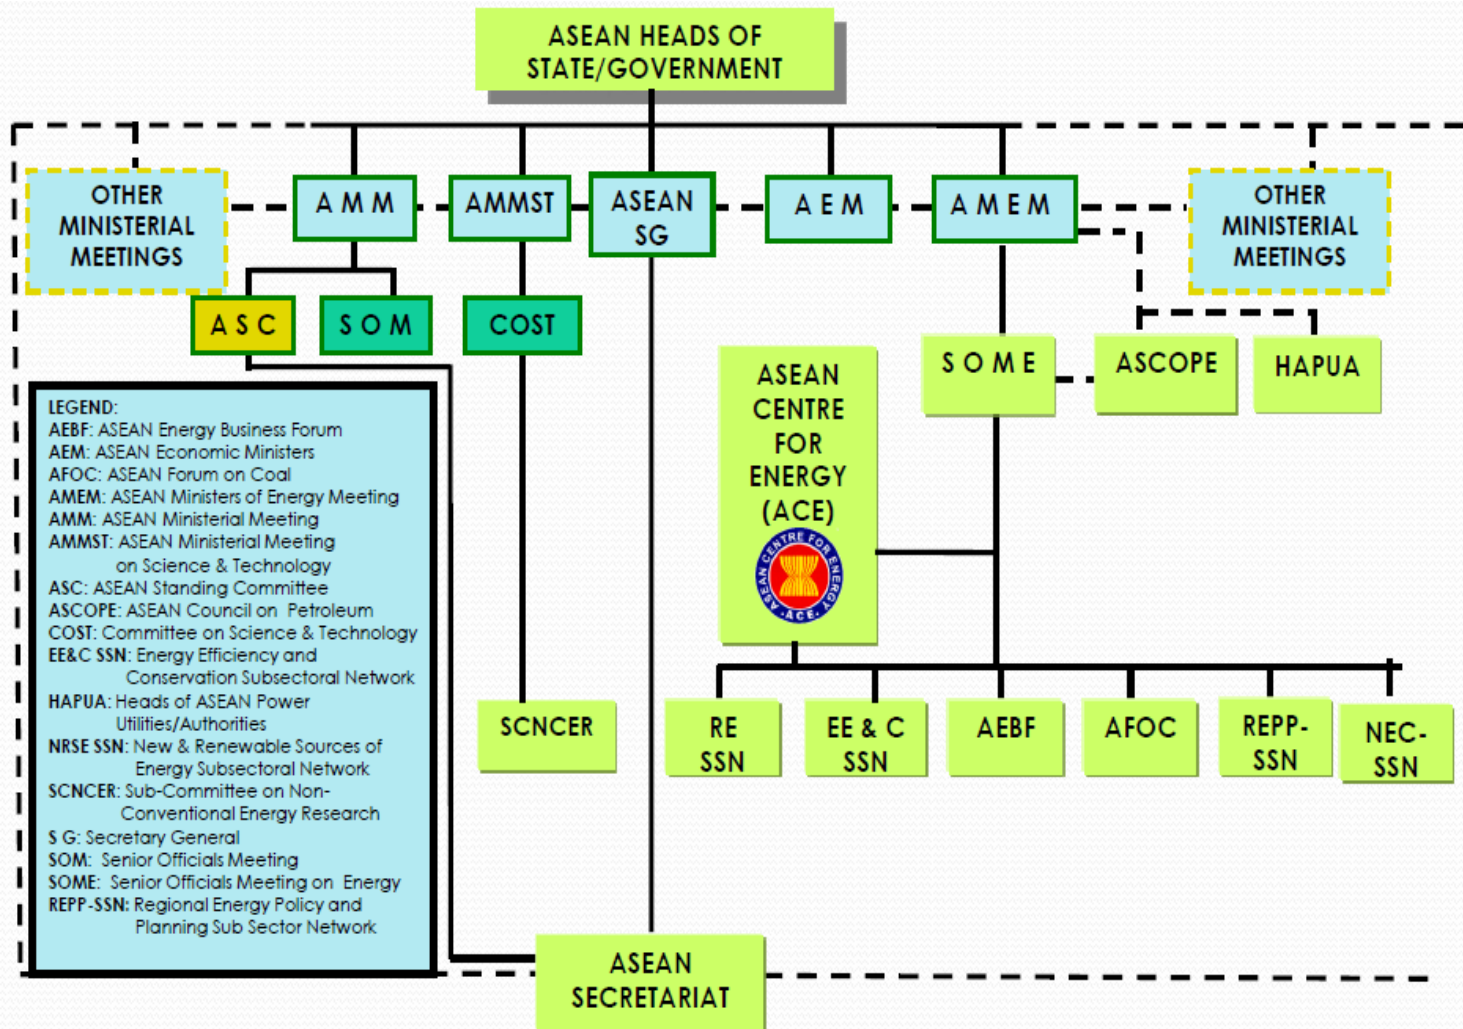 ASEAN HEADS OF
STATE/GOVERNMENT
OTHER
MINISTERIAL
MEETINGS
A M M
AMMST
ASEAN
SG
A E M
A M E M
OTHER
MINISTERIAL
MEETINGS
A S C
S O M
COST
S O M E
ASCOPE
HAPUA
ASEAN
CENTRE
FOR
ENERGY
(ACE)
ASEAN CENTRE FOR ENERGY
.ACE.
LEGEND:
AEBF: ASEAN Energy Business Forum
AEM: ASEAN Economic Ministers
AFOC: ASEAN Forum on Coal
AMEM: ASEAN Ministers of Energy Meeting
AMM: ASEAN Ministerial Meeting
AMMST: ASEAN Ministerial Meeting
on Science & Technology
ASC: ASEAN Standing Committee
ASCOPE: ASEAN Council on Petroleum
COST: Committee on Science & Technology
EE&C SSN: Energy Efficiency and
Conservation Subsectoral Network
HAPUA: Heads of ASEAN Power
Utilities/Authorities
NRSE SSN: New & Renewable Sources of
Energy Subsectoral Network
SCNCER: Sub-Committee on Non-
Conventional Energy Research
S G: Secretary General
SOM: Senior Officials Meeting
SOME: Senior Officials Meeting on Energy
REPP-SSN: Regional Energy Policy and
Planning Sub Sector Network
SCNCER
RE
SSN
EE & C
SSN
AEBF
AFOC
REPP-
SSN
NEC-
SSN
ASEAN
SECRETARIAT